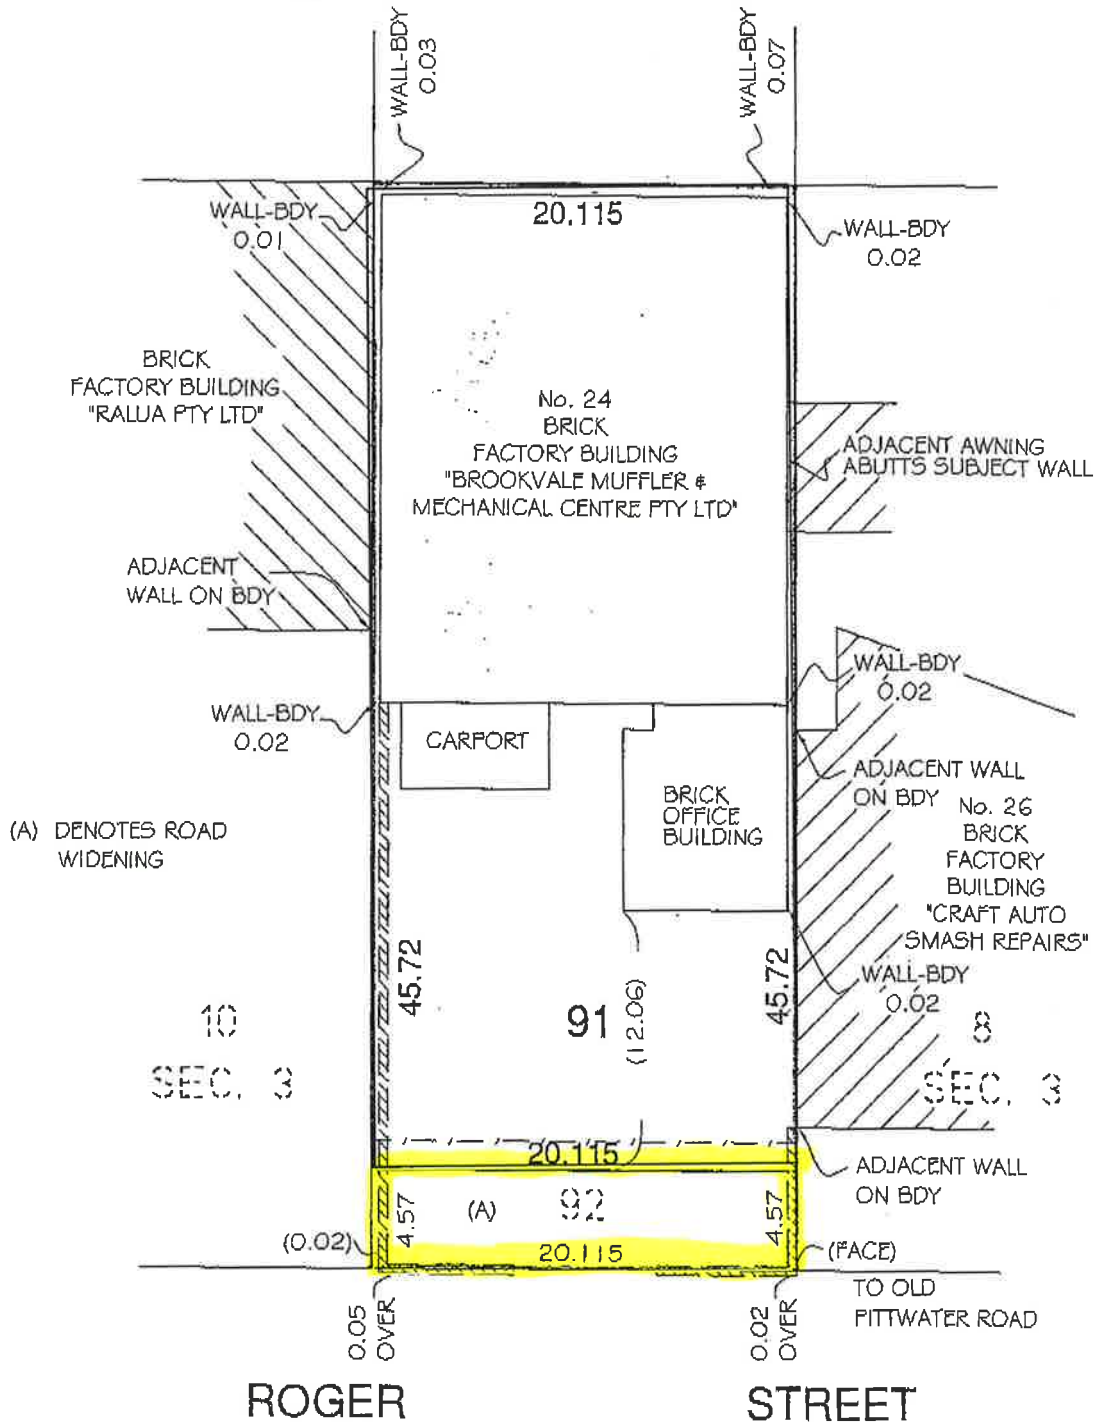 WALL-BDY
0.03
WALL-BDY
0.07
WALL-BDY
0.01
20.115
WALL-BDY
0.02
BRICK
FACTORY BUILDING
"RALUA PTY LTD"
No. 24
BRICK
FACTORY BUILDING
"BROOKVALE MUFFLER &
MECHANICAL CENTRE PTY LTD"
ADJACENT AWNING
ABUTTS SUBJECT WALL
ADJACENT
WALL ON BDY
WALL-BDY
0.02
WALL-BDY
0.02
CARPORT
BRICK
OFFICE
BUILDING
ADJACENT WALL
ON BDY
No. 26
BRICK
FACTORY
BUILDING
"CRAFT AUTO
SMASH REPAIRS"
(A) DENOTES ROAD
WIDENING
45.72
45.72
WALL-BDY
0.02
10
SEC. 3
91
(12.06)
8
SEC. 3
20.115
ADJACENT WALL
ON BDY
4.57
(A)
92
4.57
(0.02)
20.115
(FACE)
TO OLD
PITTWATER ROAD
0.05
OVER
0.02
OVER
ROGER STREET